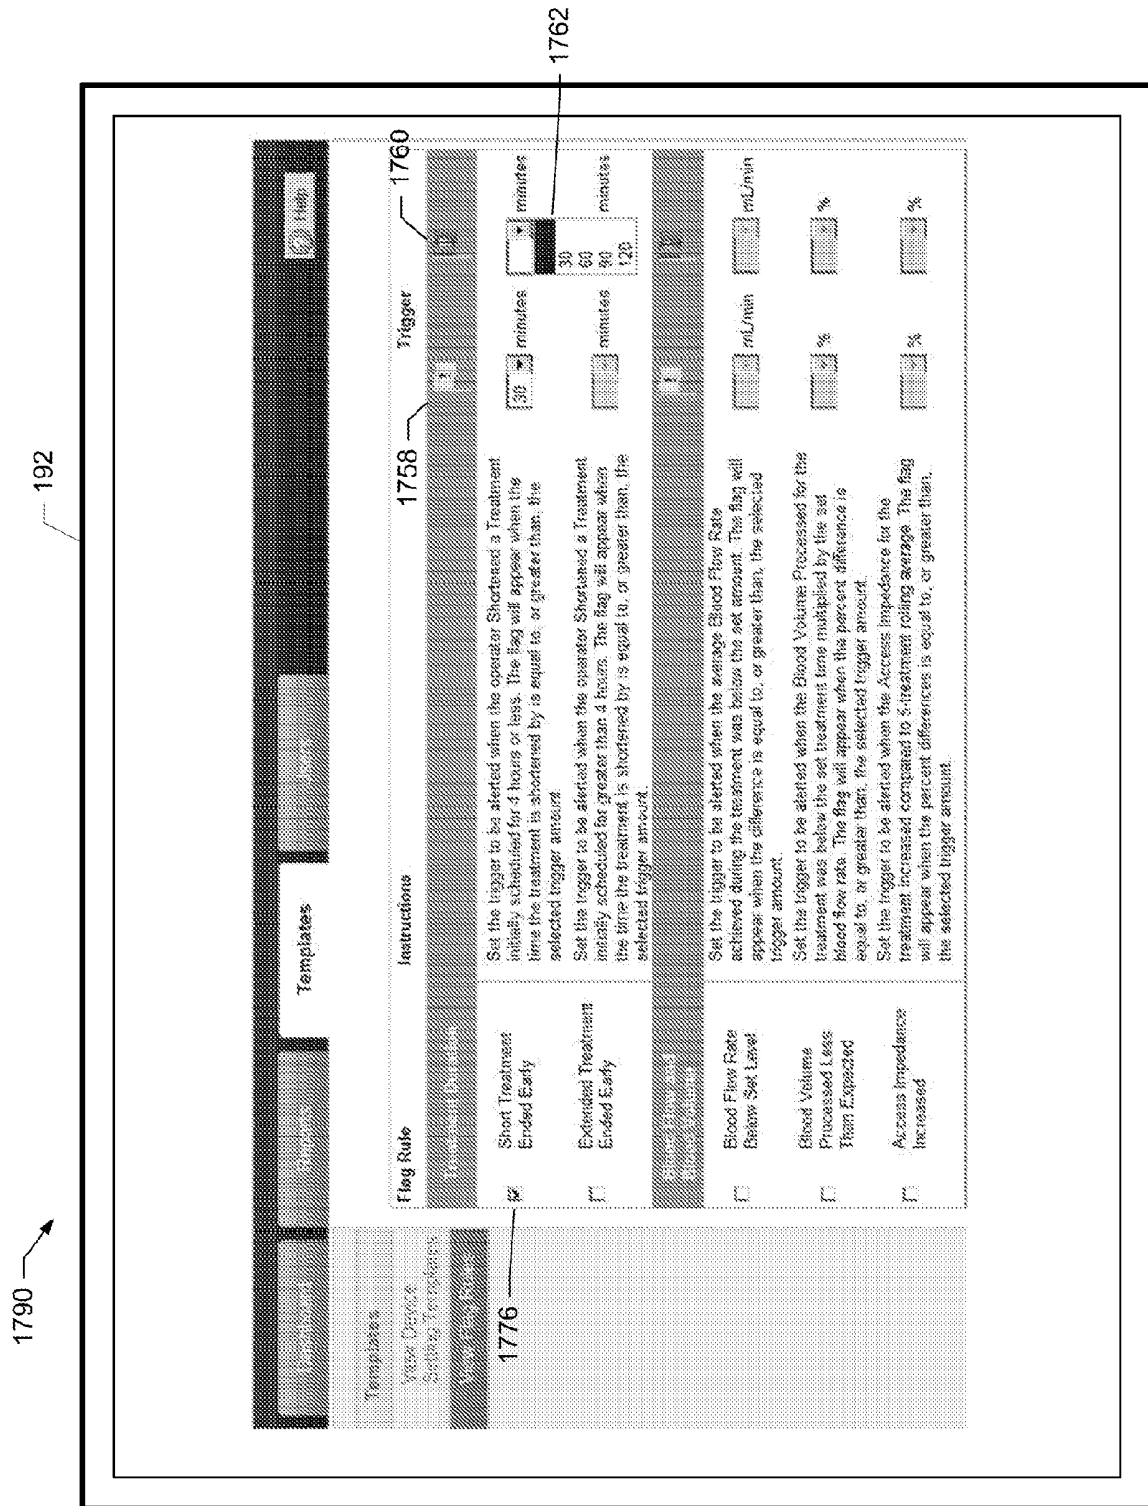 1790
192
Help
Templates
Templates
View Device
Setting Templates
Flag Rule
Instructions
Trigger
1758
1760
Treatment Duration
!
1776
Short Treatment
Ended Early
Set the trigger to be alerted when the operator Shortened a Treatment
initially scheduled for 4 hours or less. The flag will appear when the
time the treatment is shortened by is equal to, or greater than, the
selected trigger amount.
30 minutes
minutes
30
60
90
120
1762
Extended Treatment
Ended Early
Set the trigger to be alerted when the operator Shortened a Treatment
initially scheduled for greater than 4 hours. The flag will appear when
the time the treatment is shortened by is equal to, or greater than, the
selected trigger amount.
minutes
minutes
!
Blood Flow Rate
Below Set Level
Set the trigger to be alerted when the average Blood Flow Rate
achieved during the treatment was below the set amount. The flag will
appear when the difference is equal to, or greater than, the selected
trigger amount.
mL/min
mL/min
Blood Volume
Processed Less
Than Expected
Set the trigger to be alerted when the Blood Volume Processed for the
treatment was below the set treatment time multiplied by the set
blood flow rate. The flag will appear when the percent difference is
equal to, or greater than, the selected trigger amount.
%
%
Access Impedance
Increased
Set the trigger to be alerted when the Access Impedance for the
treatment increased compared to 5-treatment rolling average. The flag
will appear when the percent differences is equal to, or greater than,
the selected trigger amount.
%
%